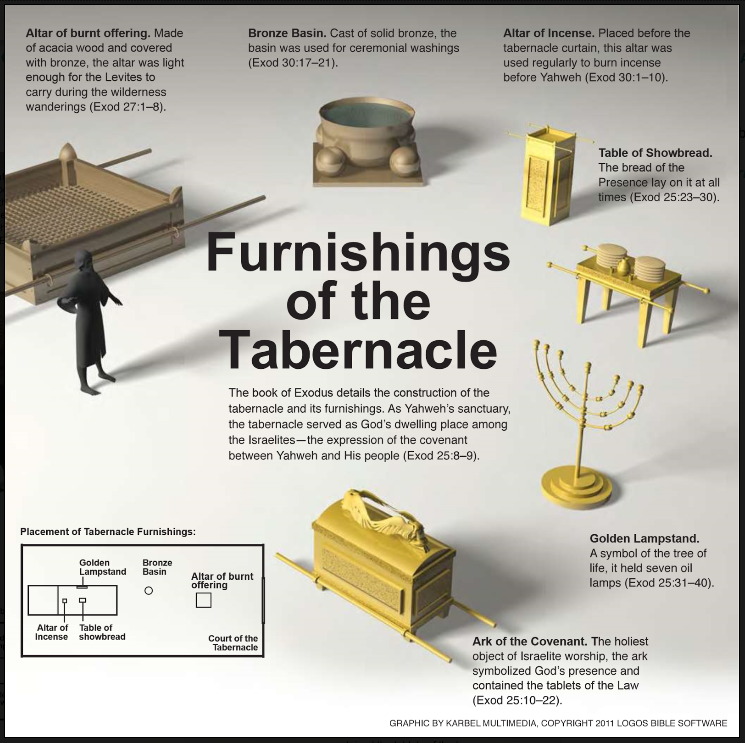 Altar of burnt offering. Made
of acacia wood and covered
with bronze, the altar was light
enough for the Levites to
carry during the wilderness
wanderings (Exod 27:1–8).
Bronze Basin. Cast of solid bronze, the
basin was used for ceremonial washings
(Exod 30:17–21).
Altar of Incense. Placed before the
tabernacle curtain, this altar was
used regularly to burn incense
before Yahweh (Exod 30:1–10).
Table of Showbread.
The bread of the
Presence lay on it at all
times (Exod 25:23–30).
Furnishings
of the
Tabernacle
The book of Exodus details the construction of the
tabernacle and its furnishings. As Yahweh's sanctuary,
the tabernacle served as God's dwelling place among
the Israelites—the expression of the covenant
between Yahweh and His people (Exod 25:8–9).
Golden Lampstand.
A symbol of the tree of
life, it held seven oil
lamps (Exod 25:31–40).
Placement of Tabernacle Furnishings:
Golden
Lampstand
Bronze
Basin
Altar of burnt
offering
Altar of
Incense
Table of
showbread
Court of the
Tabernacle
Ark of the Covenant. The holiest
object of Israelite worship, the ark
symbolized God's presence and
contained the tablets of the Law
(Exod 25:10–22).
GRAPHIC BY KARBEL MULTIMEDIA, COPYRIGHT 2011 LOGOS BIBLE SOFTWARE